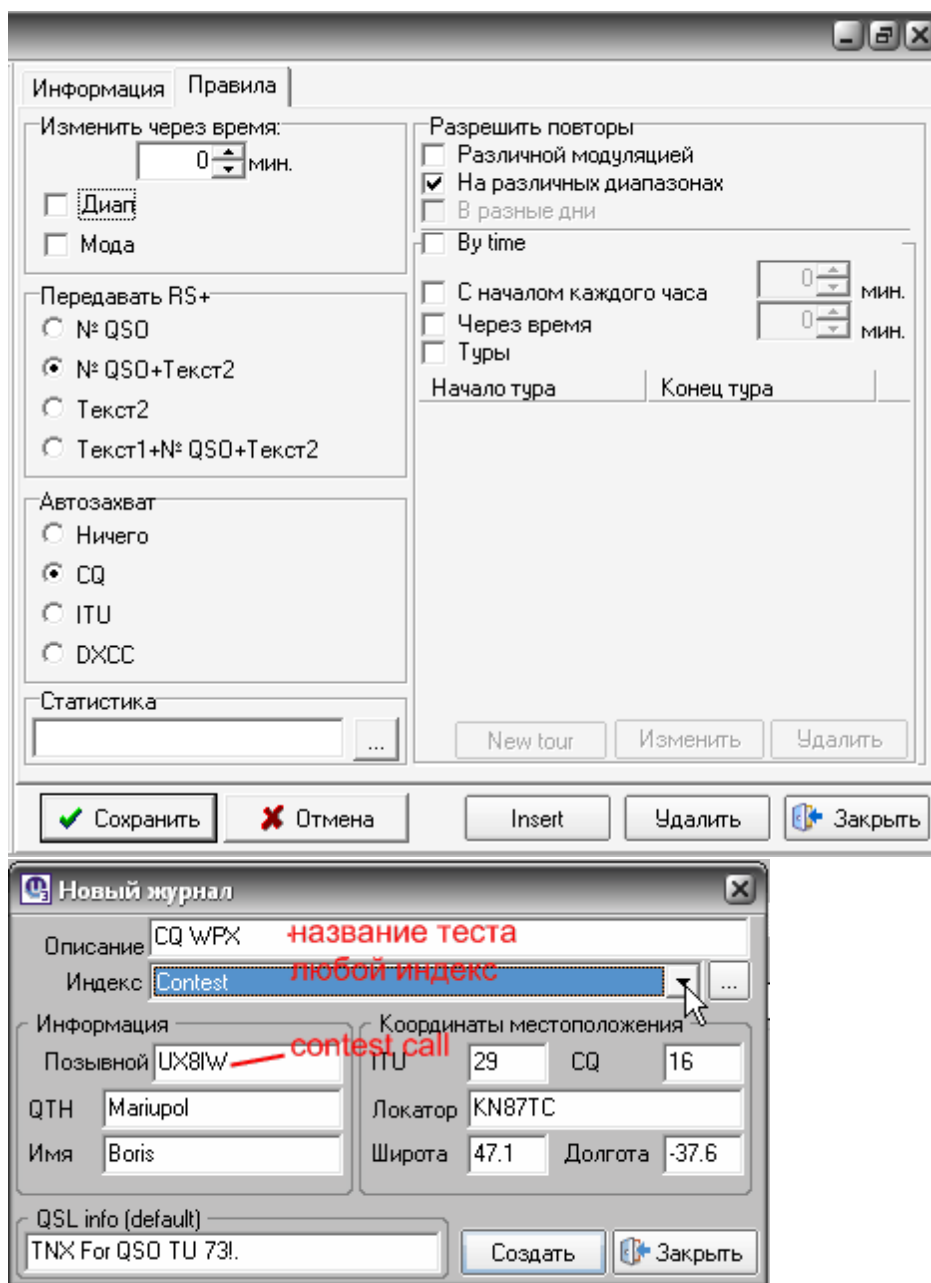 Информация Правила
Изменить через время:
0 мин.
Диап
Мода
Передавать RS+
№ QSO
№ QSO+Текст2
Текст2
Текст1+№ QSO+Текст2
Автозахват
Ничего
CQ
ITU
DXCC
Статистика
...
Разрешить повторы
Различной модуляцией
На различных диапазонах
В разные дни
By time
С началом каждого часа 0 мин.
Через время 0 мин.
Туры
Начало тура Конец тура
New tour Изменить Удалить
Сохранить Отмена Insert Удалить Закрыть
Новый журнал
Описание CQ WPX название теста
Индекс Contest любой индекс ...
Информация
Позывной UX8IW contest call
QTH Mariupol
Имя Boris
Координаты местоположения
ITU 29 CQ 16
Локатор KN87TC
Широта 47.1 Долгота -37.6
QSL info (default)
TNX For QSO TU 73!.
Создать Закрыть